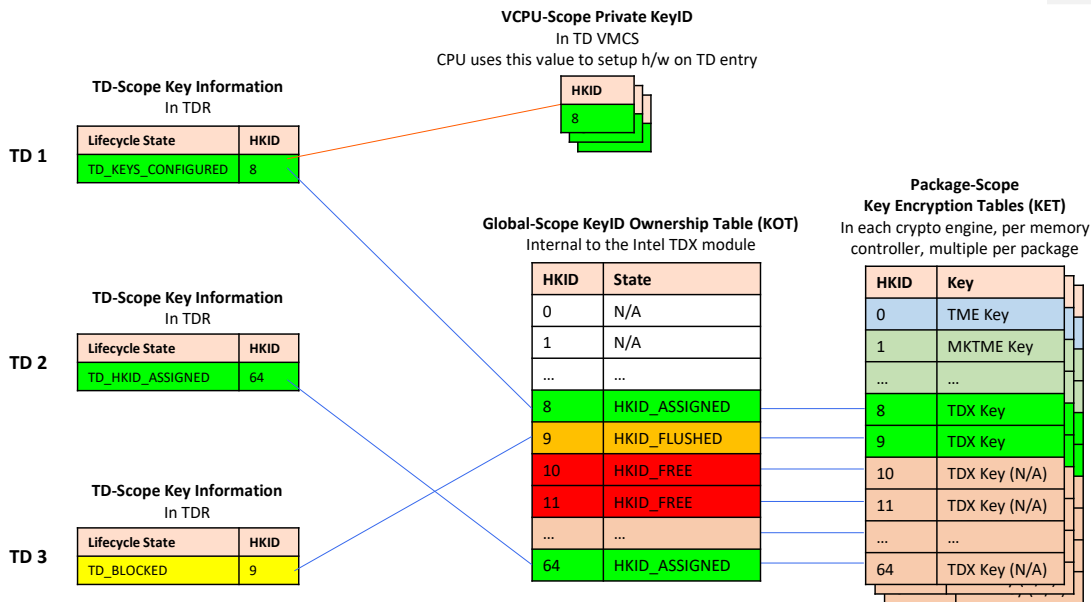 VCPU-Scope Private KeyID
In TD VMCS
CPU uses this value to setup h/w on TD entry
HKID
8
TD-Scope Key Information
In TDR
TD 1
Lifecycle State HKID
TD_KEYS_CONFIGURED 8
TD-Scope Key Information
In TDR
TD 2
Lifecycle State HKID
TD_HKID_ASSIGNED 64
TD-Scope Key Information
In TDR
TD 3
Lifecycle State HKID
TD_BLOCKED 9
Global-Scope KeyID Ownership Table (KOT)
Internal to the Intel TDX module
HKID State
0 N/A
1 N/A
... ...
8 HKID_ASSIGNED
9 HKID_FLUSHED
10 HKID_FREE
11 HKID_FREE
... ...
64 HKID_ASSIGNED
Package-Scope
Key Encryption Tables (KET)
In each crypto engine, per memory
controller, multiple per package
HKID Key
0 TME Key
1 MKTME Key
... ...
8 TDX Key
9 TDX Key
10 TDX Key (N/A)
11 TDX Key (N/A)
... ...
64 TDX Key (N/A)